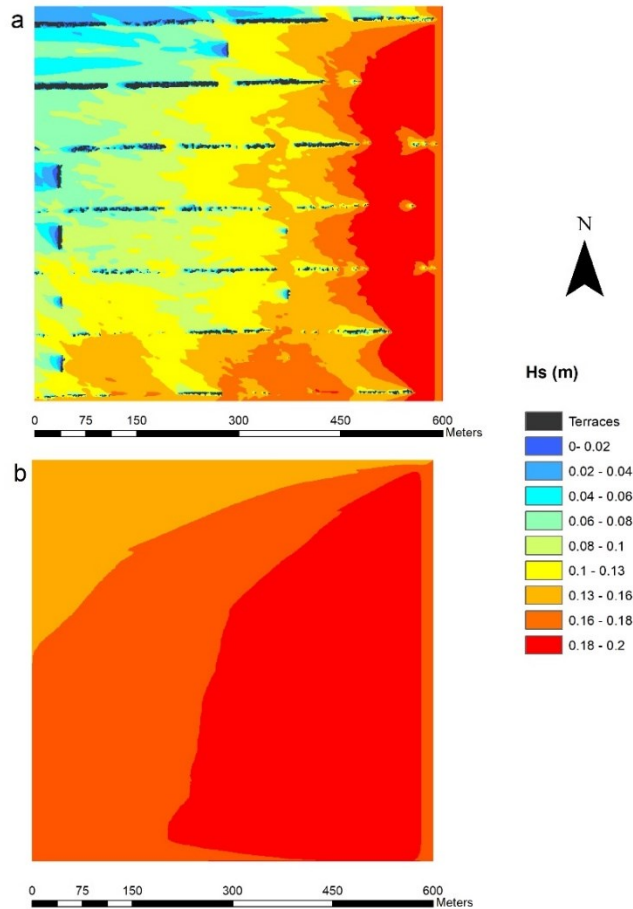 a
0 75 150 300 450 600
Meters
N
Hs (m)
Terraces
0- 0.02
0.02 - 0.04
0.04 - 0.06
0.06 - 0.08
0.08 - 0.1
0.1 - 0.13
0.13 - 0.16
0.16 - 0.18
0.18 - 0.2
b
0 75 150 300 450 600
Meters